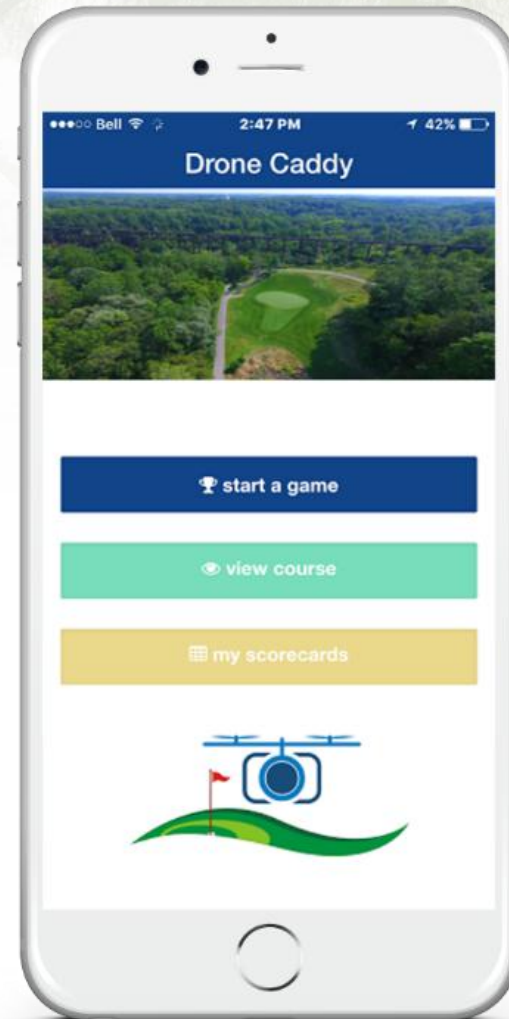 Bell 2:47 PM 42%
Drone Caddy
start a game
view course
my scorecards